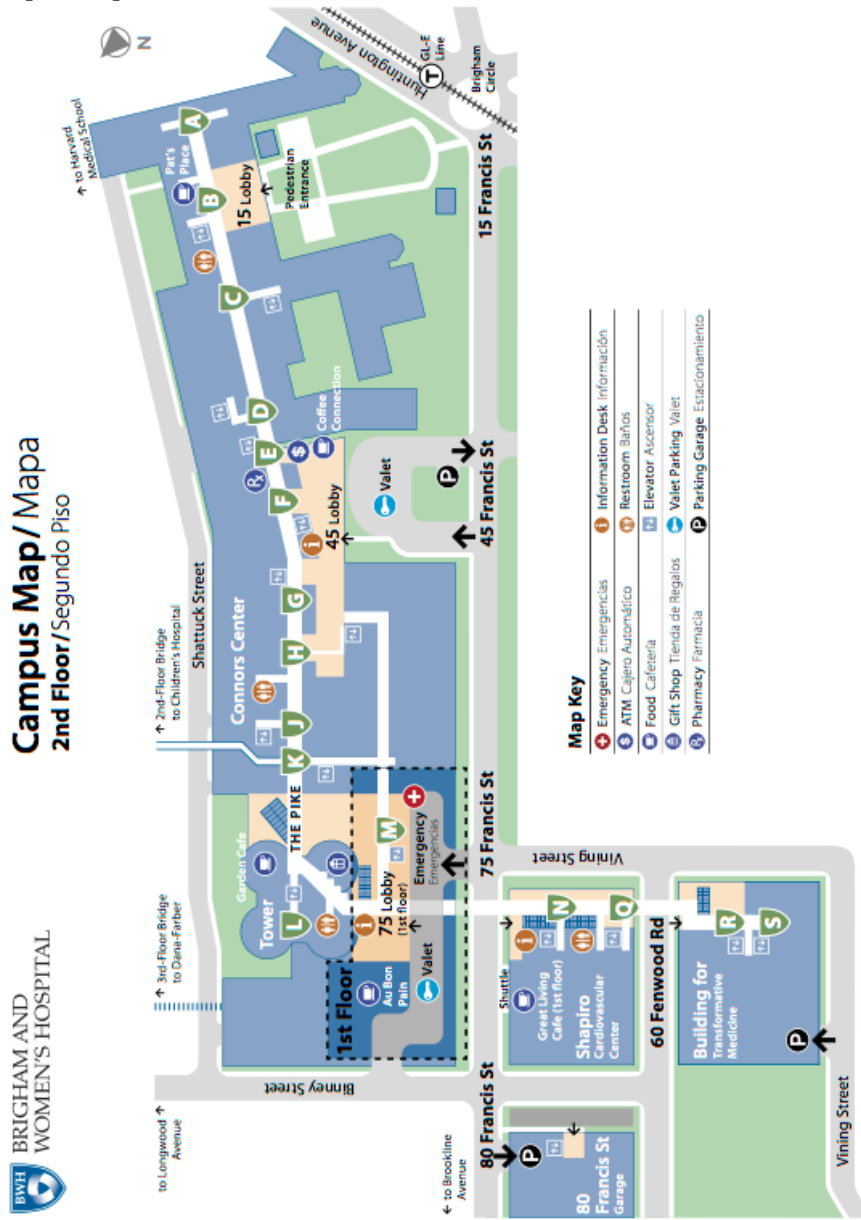 BWH
BRIGHAM AND
WOMEN'S HOSPITAL
Campus Map / Mapa
2nd Floor / Segundo Piso
N
↑ to Longwood ↑
Avenue
↑ 3rd-Floor Bridge
to Dana-Farber
↑ 2nd-Floor Bridge
to Children's Hospital
Shattuck Street
↑ to Harvard
Medical School
Garden Cafe
Tower
L
THE PIKE
K
J
Connors Center
H
G
F
E
D
C
B
A
Pat's
Place
15 Lobby
Pedestrian
Entrance
Coffee
Connection
45 Lobby
Valet
Huntington Avenue
T
GL-E
Line
Brigham
Circle
1st Floor
75 Lobby
(1st floor)
M
Au Bon
Pain
Valet
Emergency
Emergencias
Binney Street
← to Brookline
Avenue
80 Francis St
75 Francis St
45 Francis St
15 Francis St
P
P
80
Francis St
Garage
Shuttle
Great Living
Cafe (1st floor)
Shapiro
Cardiovascular
Center
N
Q
Vining Street
60 Fenwood Rd
Building for
Transformative
Medicine
R
S
P
Vining Street
Map Key
Emergency Emergencias
ATM Cajero Automático
Food Cafetería
Gift Shop Tienda de Regalos
Pharmacy Farmacia
Information Desk Información
Restroom Baños
Elevator Ascensor
Valet Parking Valet
Parking Garage Estacionamiento